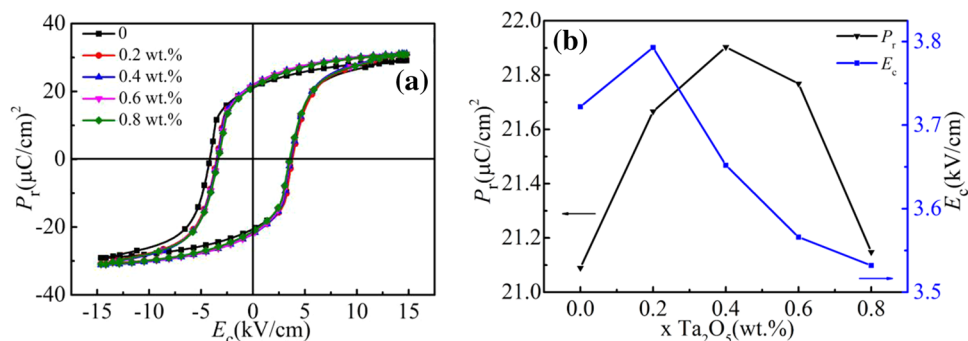 (a)
0
0.2 wt.%
0.4 wt.%
0.6 wt.%
0.8 wt.%
40
20
0
-20
-40
Pr(μC/cm)²
-15 -10 -5 0 5 10 15
Ec(kV/cm)
(b)
Pr
Ec
22.0
21.8
21.6
21.4
21.2
21.0
Pr(μC/cm)²
3.8
3.7
3.6
3.5
Ec(kV/cm)
0.0 0.2 0.4 0.6 0.8
x Ta₂O₅(wt.%)